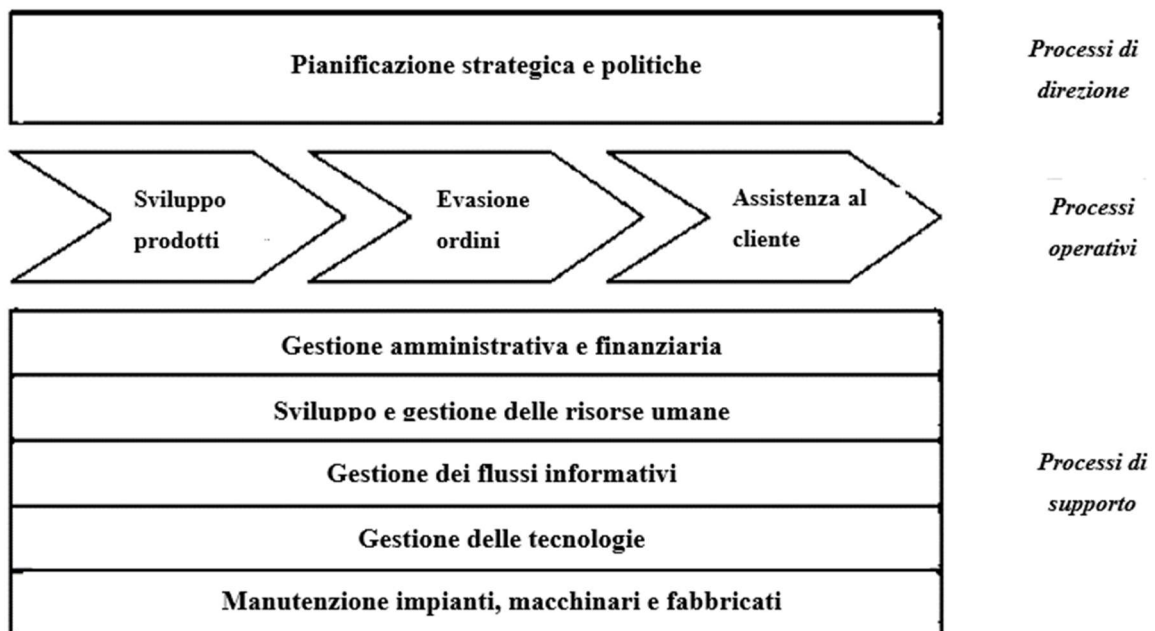 Pianificazione strategica e politiche
Processi di
direzione
Sviluppo
prodotti
Evasione
ordini
Assistenza al
cliente
Processi
operativi
Gestione amministrativa e finanziaria
Sviluppo e gestione delle risorse umane
Gestione dei flussi informativi
Gestione delle tecnologie
Manutenzione impianti, macchinari e fabbricati
Processi di
supporto